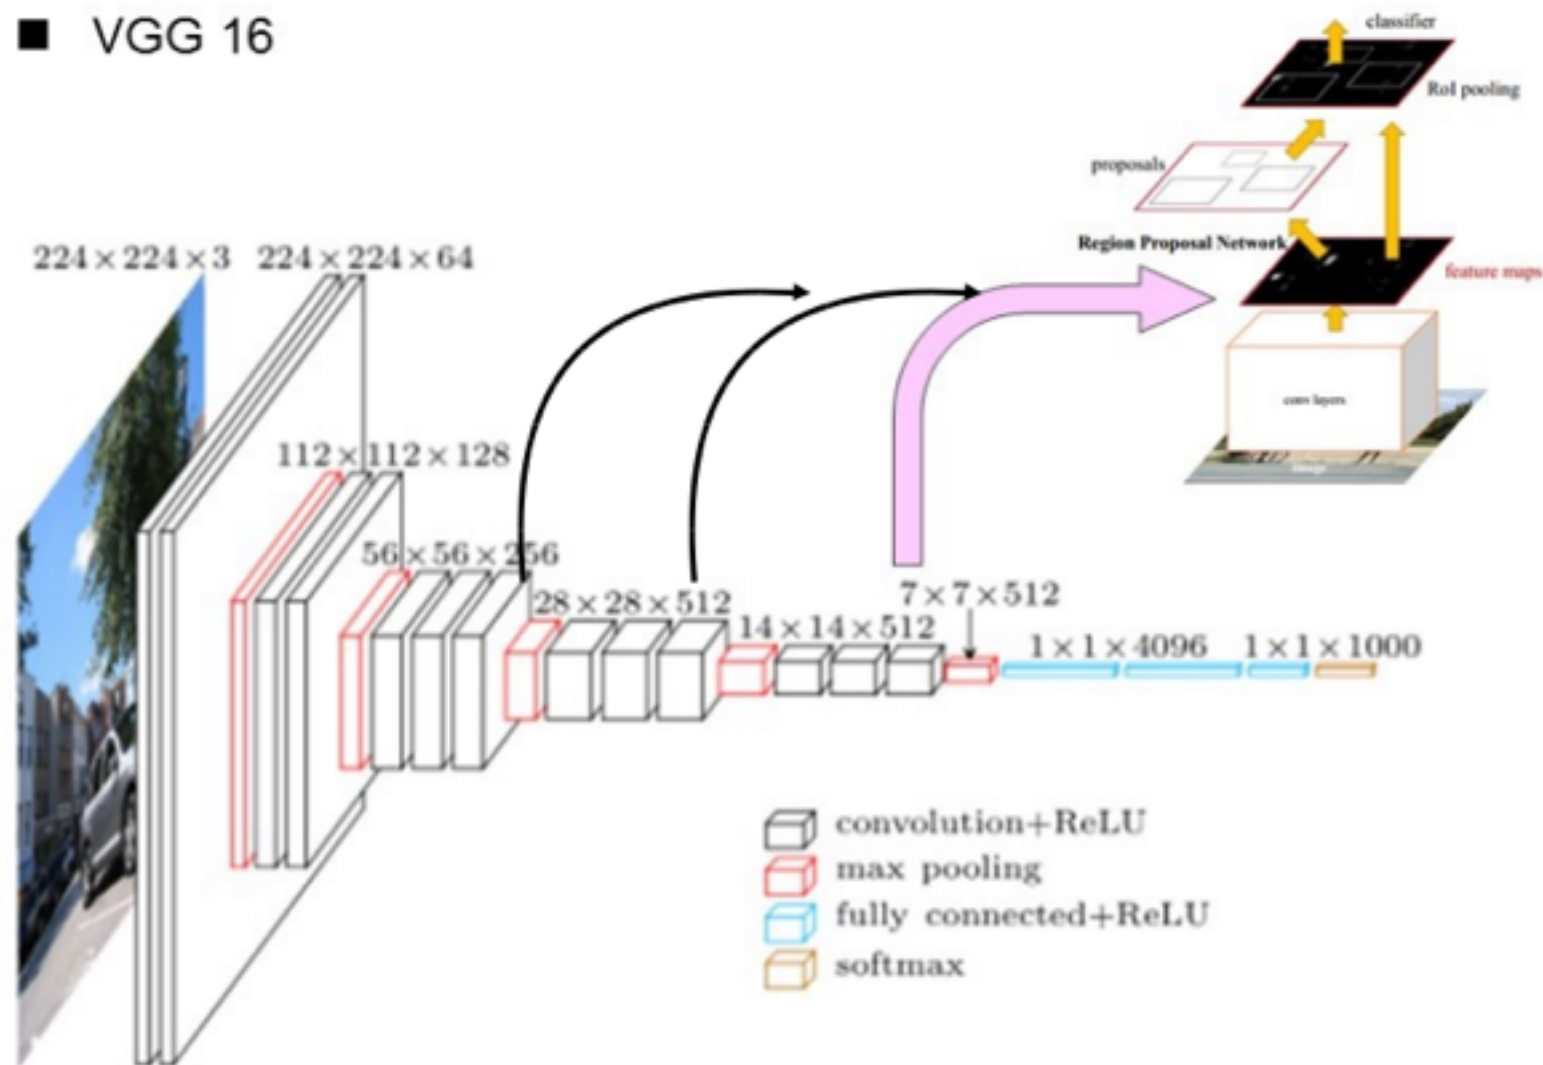 ■ VGG 16
classifier
RoI pooling
proposals
Region Proposal Network
feature maps
conv layers
224×224×3
224×224×64
112×112×128
56×56×256
28×28×512
14×14×512
7×7×512
1×1×4096
1×1×1000
convolution+ReLU
max pooling
fully connected+ReLU
softmax